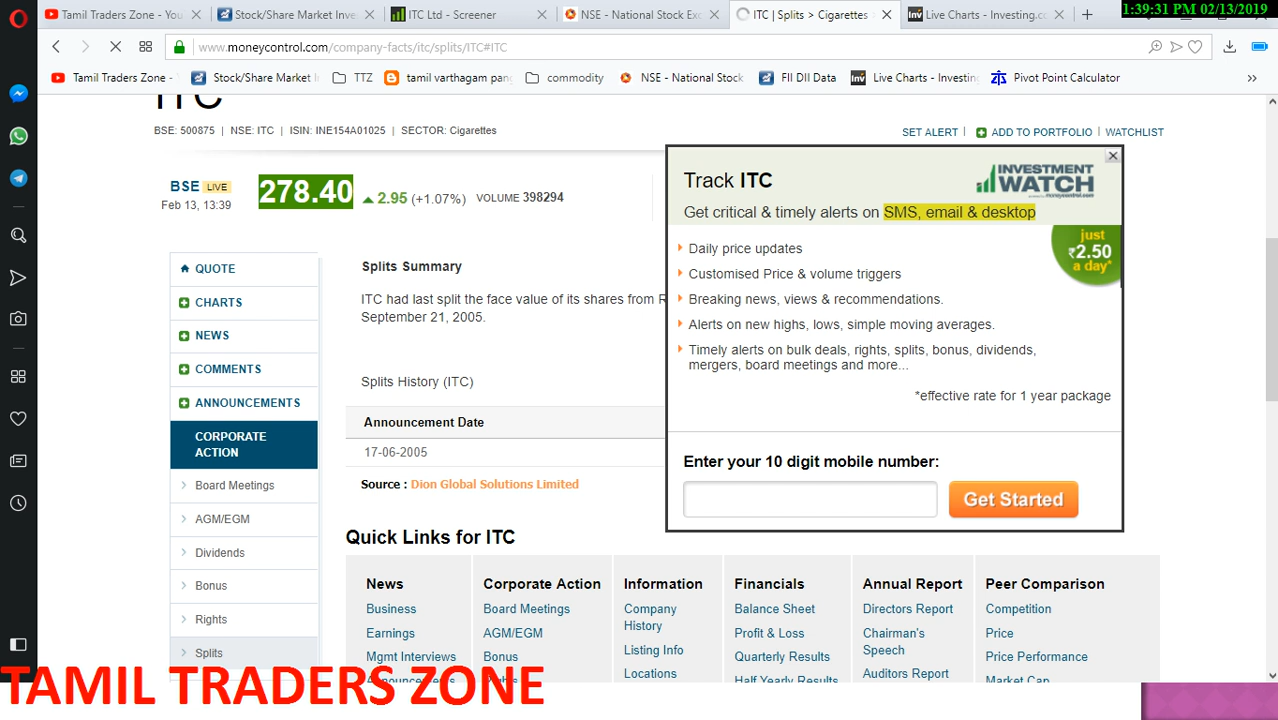 1:39:31 PM 02/13/2019
Tamil Traders Zone - You
Stock/Share Market Inve
ITC Ltd - Screener
NSE - National Stock Exc
ITC | Splits > Cigarettes
Live Charts - Investing.co
www.moneycontrol.com/company-facts/itc/splits/ITC#ITC
Tamil Traders Zone -
Stock/Share Market
TTZ
tamil varthagam pan
commodity
NSE - National Stock
FII DII Data
Live Charts - Investin
Pivot Point Calculator
ITC
BSE: 500875 | NSE: ITC | ISIN: INE154A01025 | SECTOR: Cigarettes
SET ALERT | ADD TO PORTFOLIO | WATCHLIST
BSE LIVE
Feb 13, 13:39
278.40
2.95 (+1.07%) VOLUME 398294
QUOTE
CHARTS
NEWS
COMMENTS
ANNOUNCEMENTS
CORPORATE
ACTION
Board Meetings
AGM/EGM
Dividends
Bonus
Rights
Splits
Splits Summary
ITC had last split the face value of its shares from R
September 21, 2005.
Splits History (ITC)
Announcement Date
17-06-2005
Source : Dion Global Solutions Limited
Track ITC
INVESTMENT
WATCH
Get critical & timely alerts on SMS, email & desktop
just
₹2.50
a day*
Daily price updates
Customised Price & volume triggers
Breaking news, views & recommendations.
Alerts on new highs, lows, simple moving averages.
Timely alerts on bulk deals, rights, splits, bonus, dividends,
mergers, board meetings and more...
*effective rate for 1 year package
Enter your 10 digit mobile number:
Get Started
Quick Links for ITC
News
Business
Earnings
Mgmt Interviews
Announcements
Corporate Action
Board Meetings
AGM/EGM
Bonus
Rights
Information
Company
History
Listing Info
Locations
Financials
Balance Sheet
Profit & Loss
Quarterly Results
Half Yearly Results
Annual Report
Directors Report
Chairman's
Speech
Auditors Report
Peer Comparison
Competition
Price
Price Performance
Market Cap
TAMIL TRADERS ZONE